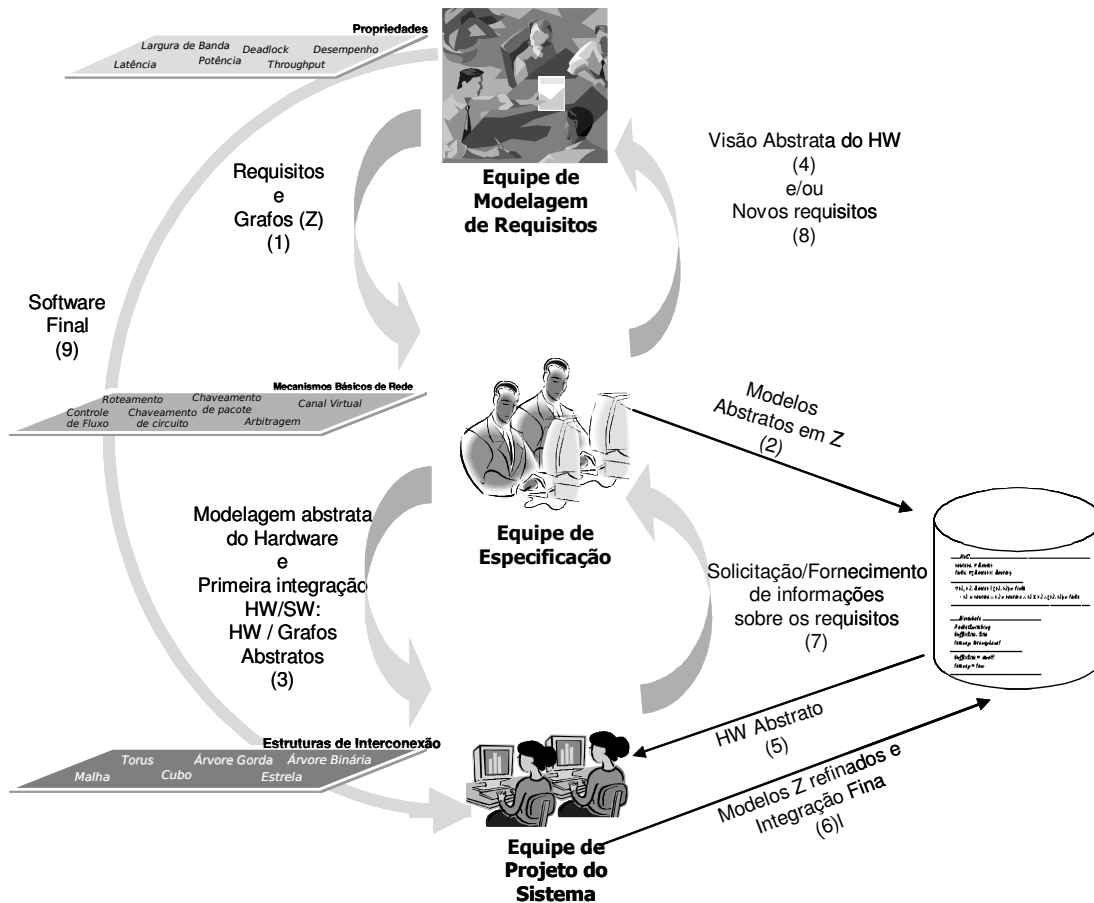 Propriedades
Largura de Banda
Deadlock
Desempenho
Latência
Potência
Throughput
Equipe de
Modelagem
de Requisitos
Requisitos
e
Grafos (Z)
(1)
Visão Abstrata do HW
(4)
e/ou
Novos requisitos
(8)
Software
Final
(9)
Mecanismos Básicos de Rede
Roteamento
Chaveamento
de pacote
Canal Virtual
Controle
de Fluxo
Chaveamento
de circuito
Arbitragem
Modelos
Abstratos em Z
(2)
Equipe de
Especificação
Modelagem abstrata
do Hardware
e
Primeira integração
HW/SW:
HW / Grafos
Abstratos
(3)
Solicitação/Fornecimento
de informações
sobre os requisitos
(7)
HW Abstrato
(5)
Estruturas de Interconexão
Torus
Árvore Gorda
Árvore Binária
Malha
Cubo
Estrela
Modelos Z refinados e
Integração Fina
(6)l
Equipe de
Projeto do
Sistema